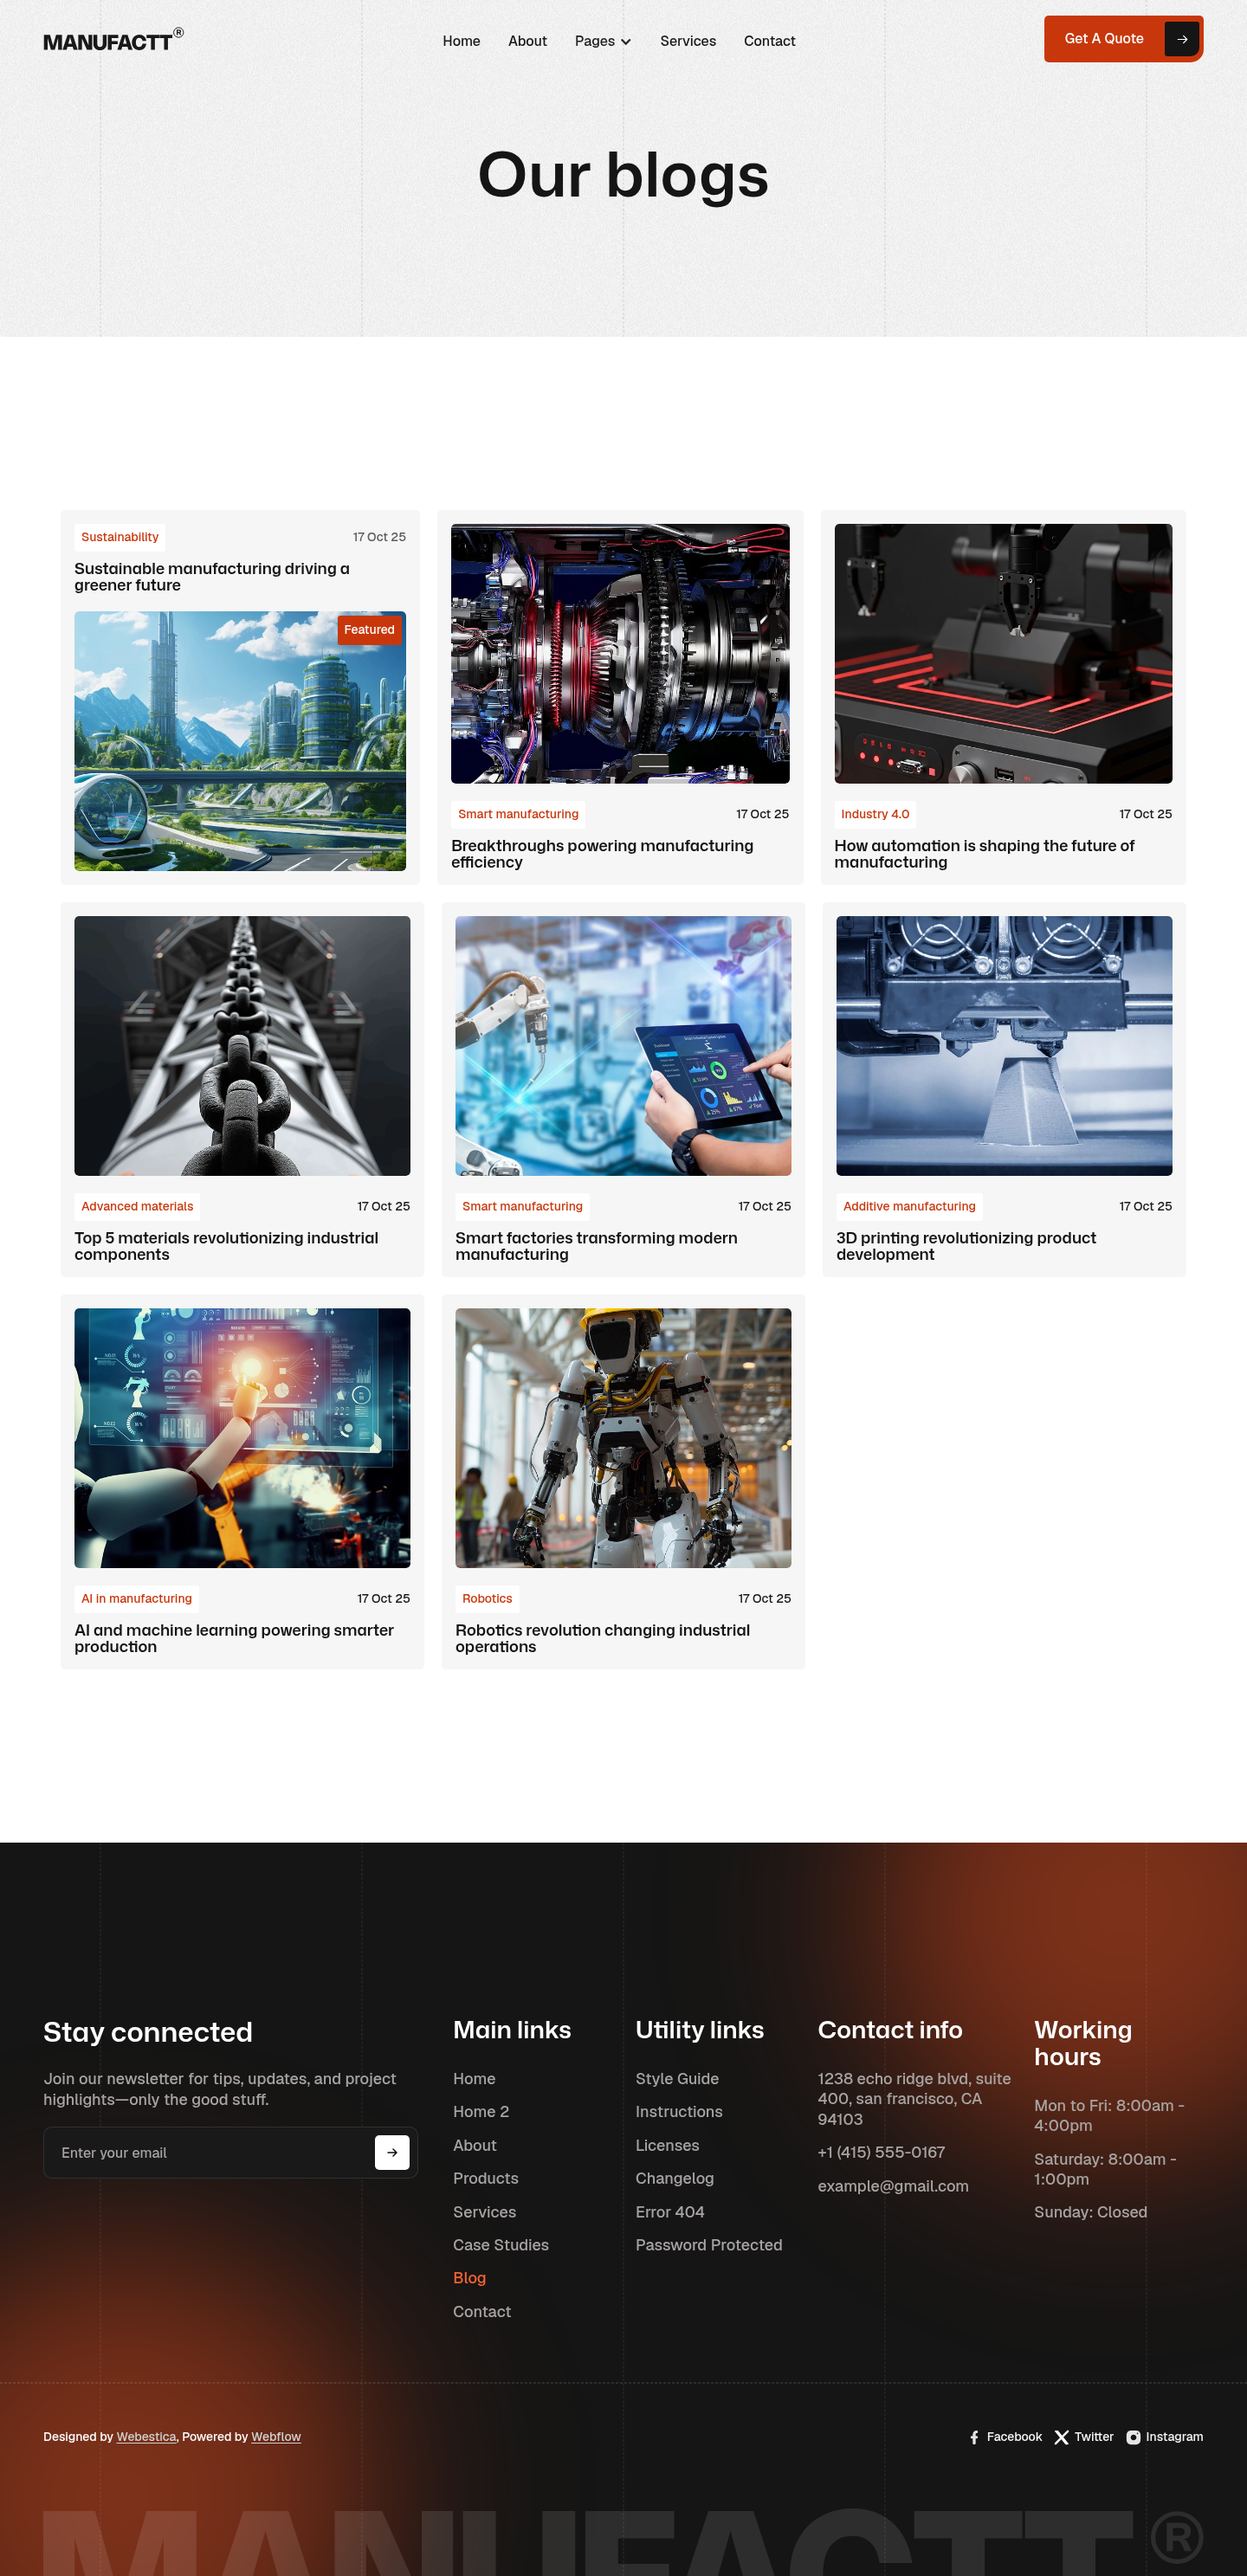 MANUFACTT®
Home
About
Pages
Services
Contact
Get A Quote
Our blogs
Sustainability
17 Oct 25
Sustainable manufacturing driving a
greener future
Featured
Smart manufacturing
17 Oct 25
Breakthroughs powering manufacturing
efficiency
Industry 4.0
17 Oct 25
How automation is shaping the future of
manufacturing
Advanced materials
17 Oct 25
Top 5 materials revolutionizing industrial
components
Smart manufacturing
17 Oct 25
Smart factories transforming modern
manufacturing
Additive manufacturing
17 Oct 25
3D printing revolutionizing product
development
AI in manufacturing
17 Oct 25
AI and machine learning powering smarter
production
Robotics
17 Oct 25
Robotics revolution changing industrial
operations
Stay connected
Join our newsletter for tips, updates, and project
highlights—only the good stuff.
Enter your email
Main links
Home
Home 2
About
Products
Services
Case Studies
Blog
Contact
Utility links
Style Guide
Instructions
Licenses
Changelog
Error 404
Password Protected
Contact info
1238 echo ridge blvd, suite
400, san francisco, CA
94103
+1 (415) 555-0167
example@gmail.com
Working
hours
Mon to Fri: 8:00am -
4:00pm
Saturday: 8:00am -
1:00pm
Sunday: Closed
Designed by Webestica, Powered by Webflow
Facebook
Twitter
Instagram
MANUFACTT®